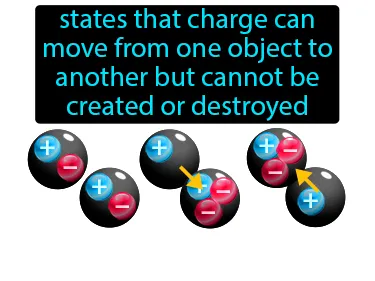 states that charge can
move from one object to
another but cannot be
created or destroyed
+ − + − + + − − + − − +